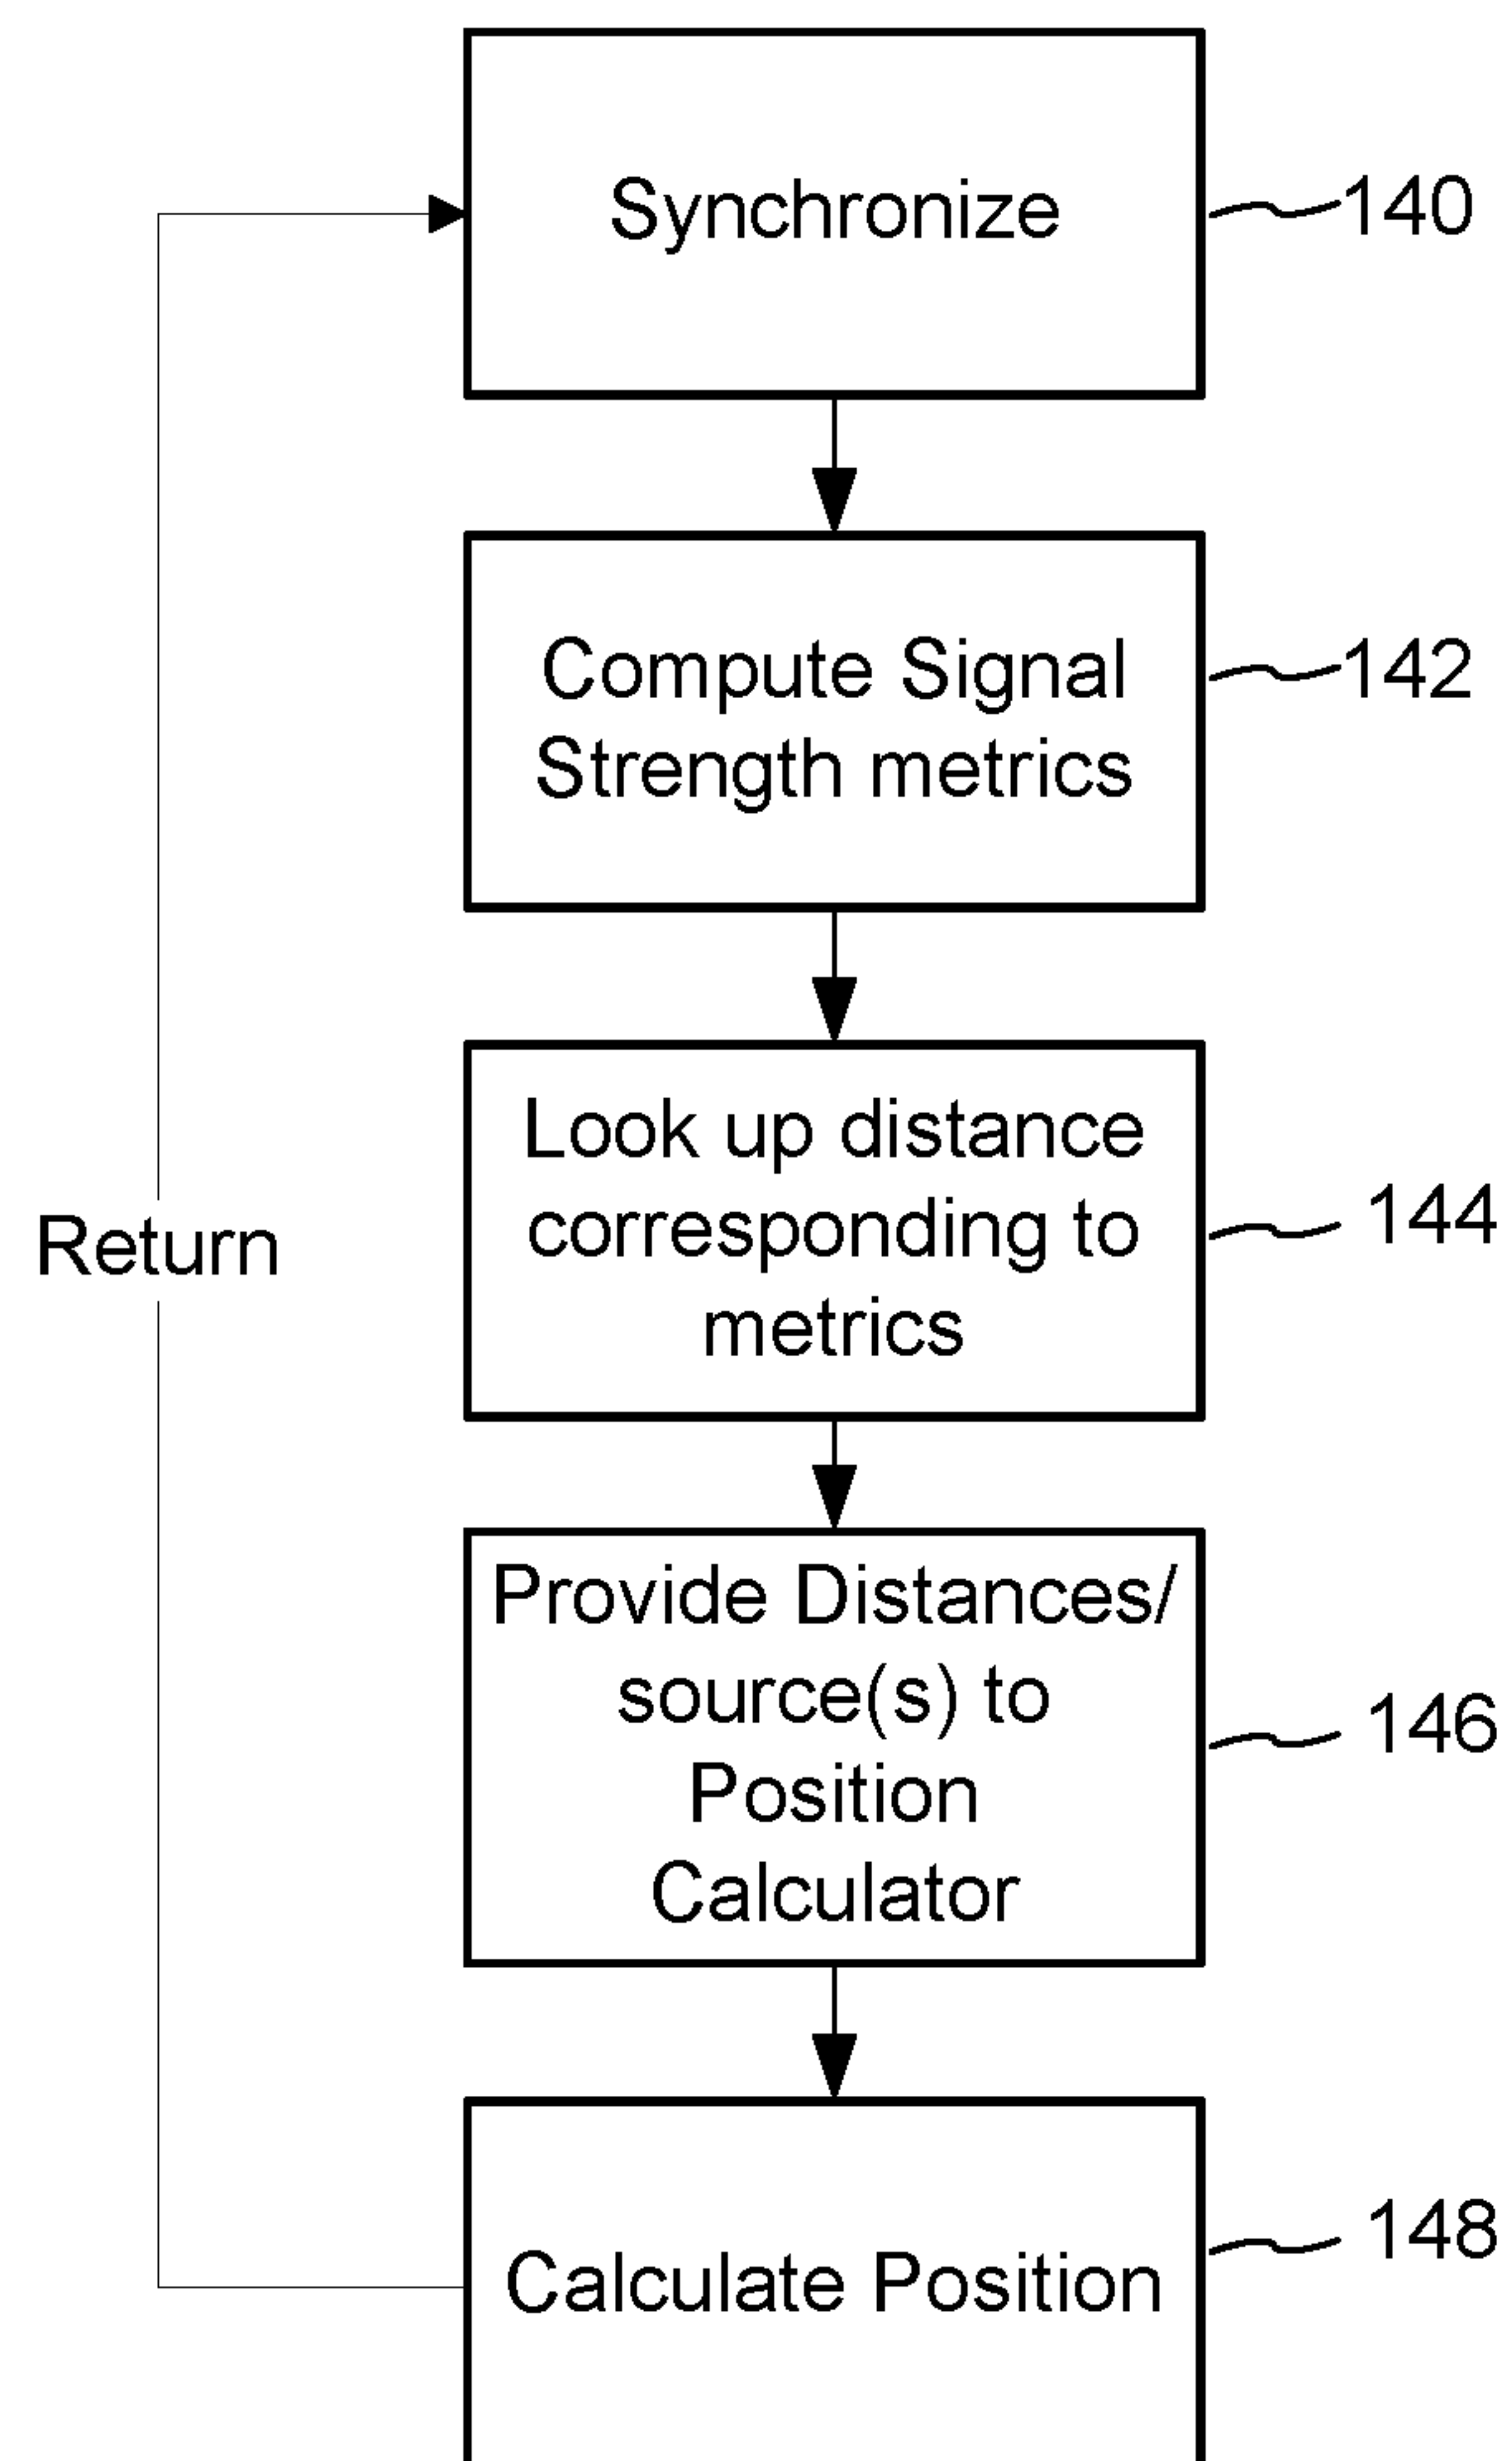 Synchronize
140
Compute Signal
Strength metrics
142
Look up distance
corresponding to
metrics
144
Return
Provide Distances/
source(s) to
Position
Calculator
146
Calculate Position
148